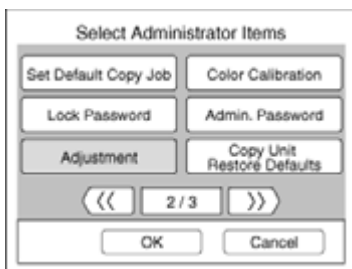 Select Administrator Items
Set Default Copy Job
Color Calibration
Lock Password
Admin. Password
Adjustment
Copy Unit
Restore Defaults
2 / 3
OK
Cancel